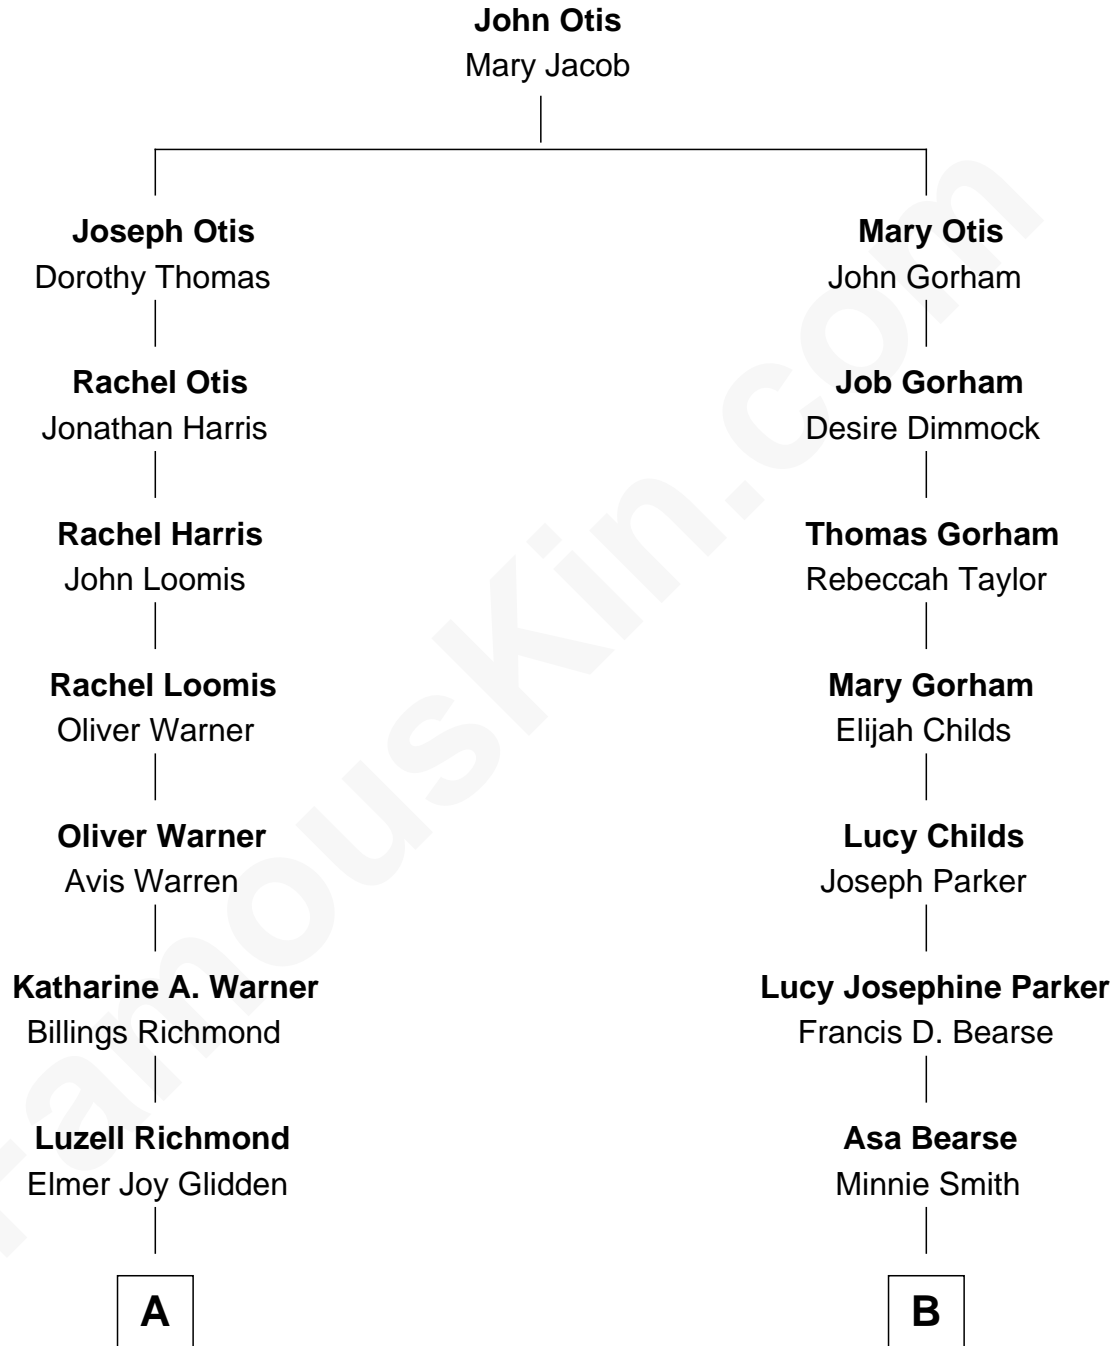 John Otis
Mary Jacob
Joseph Otis
Dorothy Thomas
Mary Otis
John Gorham
Rachel Otis
Jonathan Harris
Job Gorham
Desire Dimmock
Rachel Harris
John Loomis
Thomas Gorham
Rebeccah Taylor
Rachel Loomis
Oliver Warner
Mary Gorham
Elijah Childs
Oliver Warner
Avis Warren
Lucy Childs
Joseph Parker
Katharine A. Warner
Billings Richmond
Lucy Josephine Parker
Francis D. Bearse
Luzell Richmond
Elmer Joy Glidden
Asa Bearse
Minnie Smith
A
B
FamousKin.com